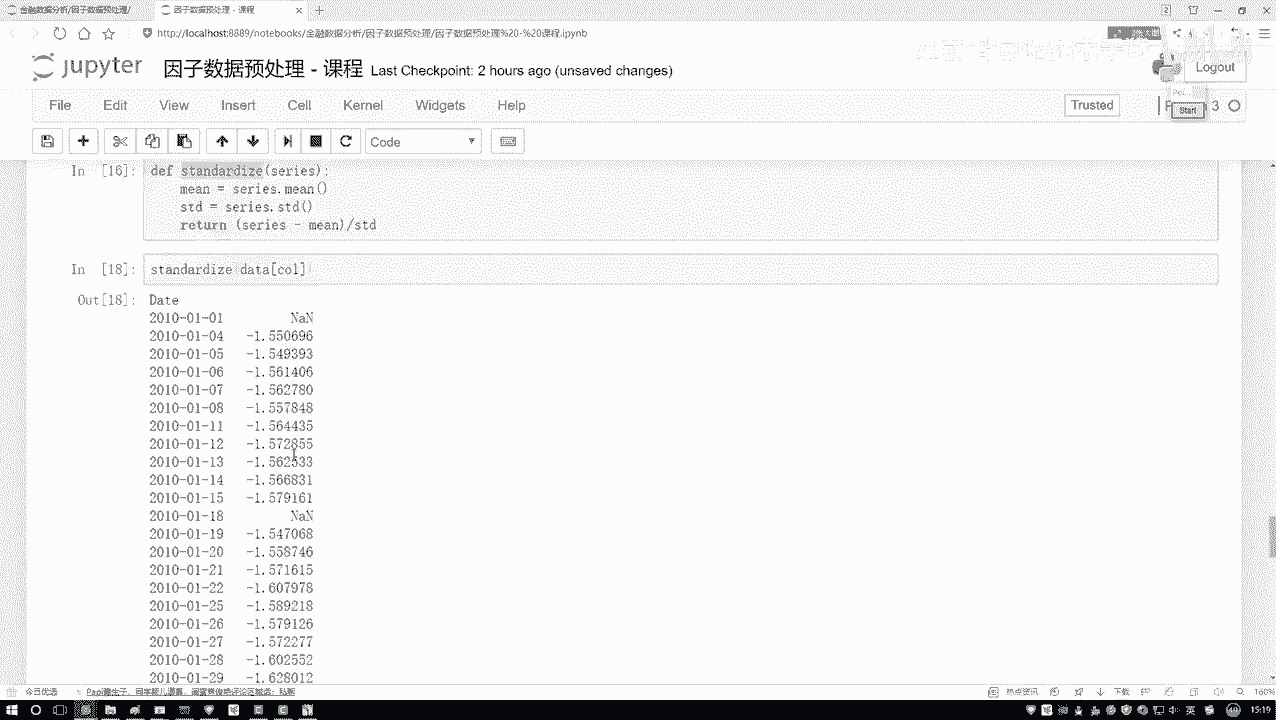 金融数据分析/因子数据预处理/
因子数据预处理 - 课程
http://localhost:8889/notebooks/金融数据分析/因子数据预处理/因子数据预处理%20-%20课程.ipynb
jupyter 因子数据预处理 - 课程 Last Checkpoint: 2 hours ago (unsaved changes)
Logout
File Edit View Insert Cell Kernel Widgets Help
Trusted
3
Start
Code
In [16]: def standardize(series):
mean = series.mean()
std = series.std()
return (series - mean)/std
In [18]: standardize data[col]
Out[18]: Date
2010-01-01 NaN
2010-01-04 -1.550696
2010-01-05 -1.549393
2010-01-06 -1.561406
2010-01-07 -1.562780
2010-01-08 -1.557848
2010-01-11 -1.564435
2010-01-12 -1.572855
2010-01-13 -1.562533
2010-01-14 -1.566831
2010-01-15 -1.579161
2010-01-18 NaN
2010-01-19 -1.547068
2010-01-20 -1.558746
2010-01-21 -1.571615
2010-01-22 -1.607978
2010-01-25 -1.589218
2010-01-26 -1.579126
2010-01-27 -1.572277
2010-01-28 -1.602552
2010-01-29 -1.628012
今日优选
热点资讯
下载
160%
英
15:19